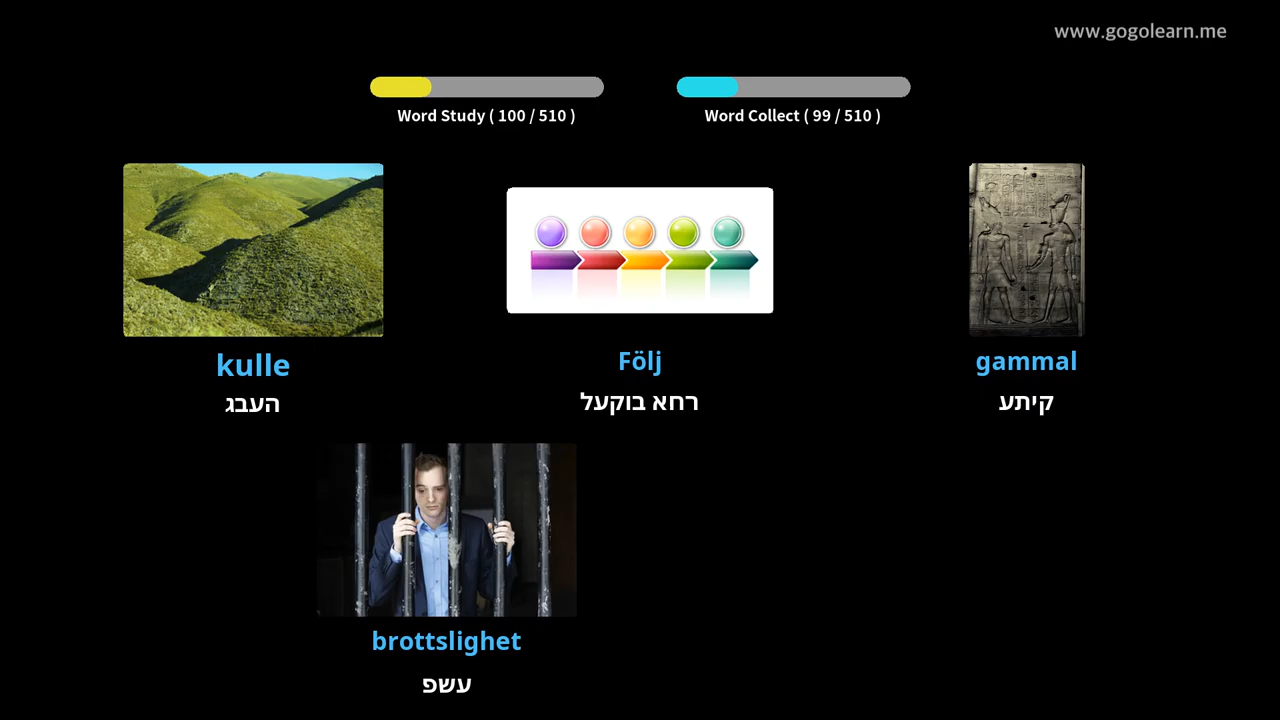 www.gogolearn.me
Word Study ( 100 / 510 )
Word Collect ( 99 / 510 )
kulle
העבג
Följ
רחא בוקעל
gammal
קיתע
brottslighet
עשפ